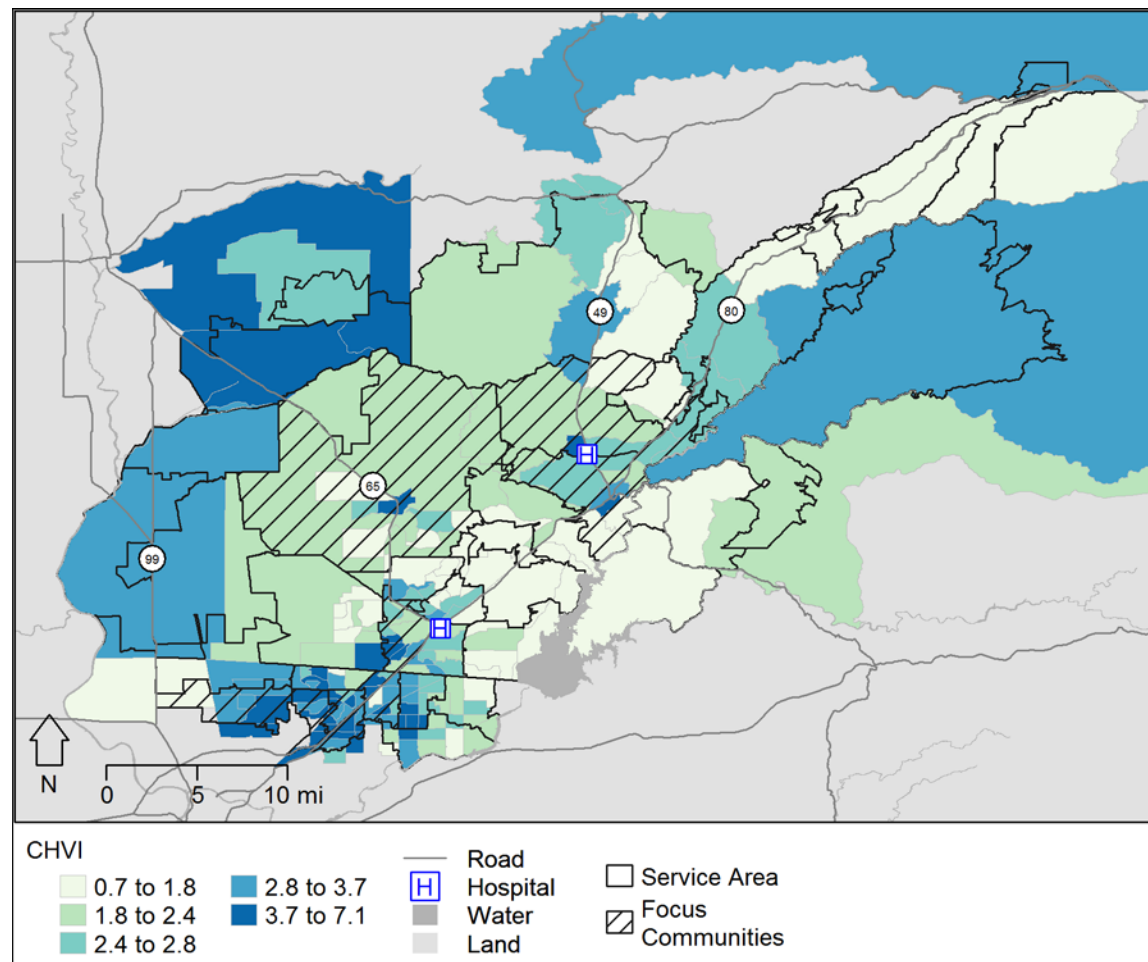 49
80
H
65
99
H
N
0 5 10 mi
CHVI
0.7 to 1.8
1.8 to 2.4
2.4 to 2.8
2.8 to 3.7
3.7 to 7.1
Road
H Hospital
Water
Land
Service Area
Focus
Communities